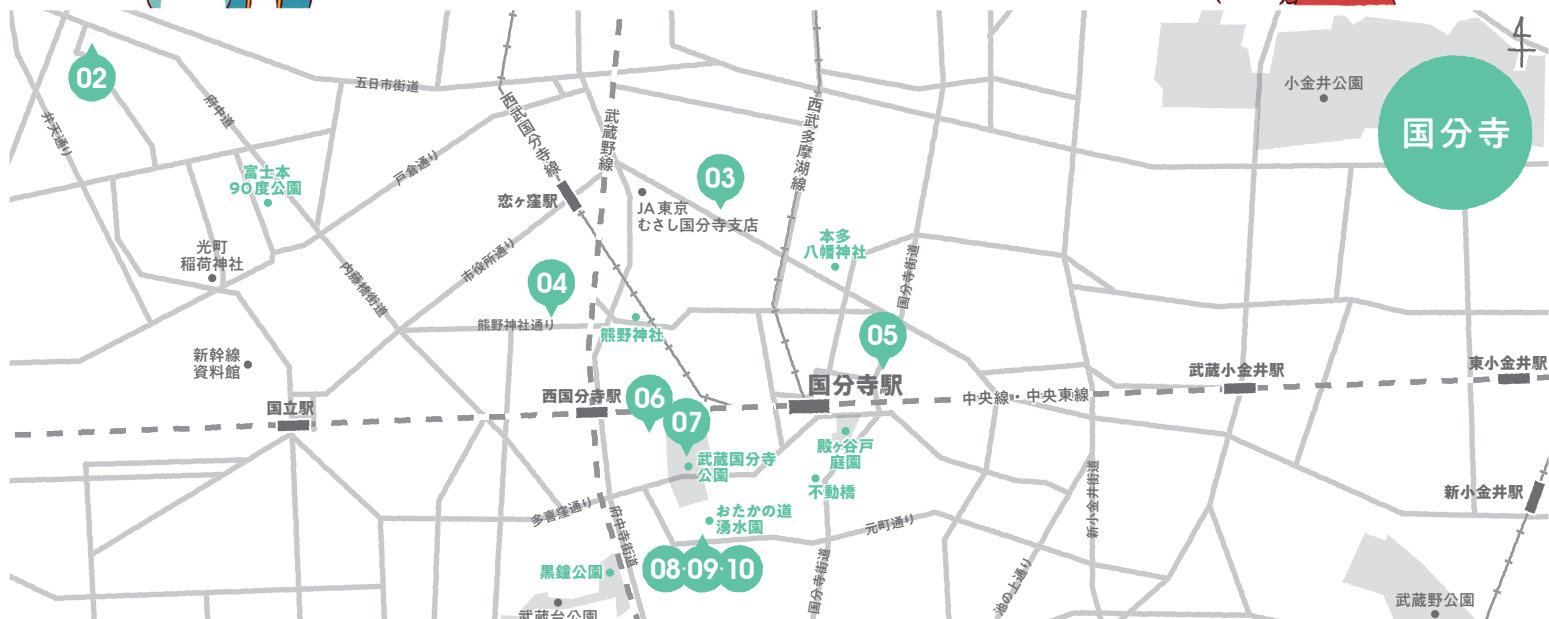 02
五日市街道
小金井公園
国分寺
府中道
弁天通り
西武国分寺線
武蔵野線
西武多摩湖線
富士本
90度公園
戸倉通り
恋ヶ窪駅
03
JA東京
むさし国分寺支店
本多
八幡神社
光町
稲荷神社
市役所通り
04
内藤橋街道
国分寺街道
熊野神社通り
熊野神社
05
新幹線
資料館
国立駅
西国分寺駅
06
07
国分寺駅
中央線・中央東線
武蔵小金井駅
東小金井駅
武蔵国分寺
公園
殿ヶ谷戸
庭園
不動橋
新小金井街道
新小金井駅
多喜窪通り
府中寺街道
おたかの道
湧水園
元町通り
08·09·10
黒鐘公園
武蔵台公園
国分寺街道
池の上通り
武蔵野公園